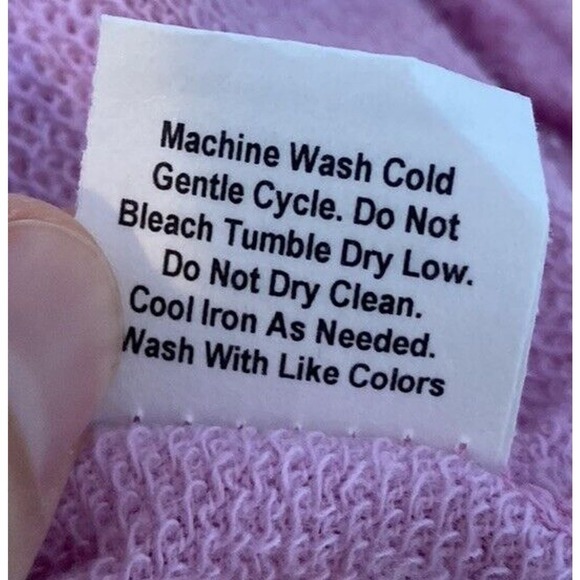 Machine Wash Cold
Gentle Cycle. Do Not
Bleach Tumble Dry Low.
Do Not Dry Clean.
Cool Iron As Needed.
Wash With Like Colors